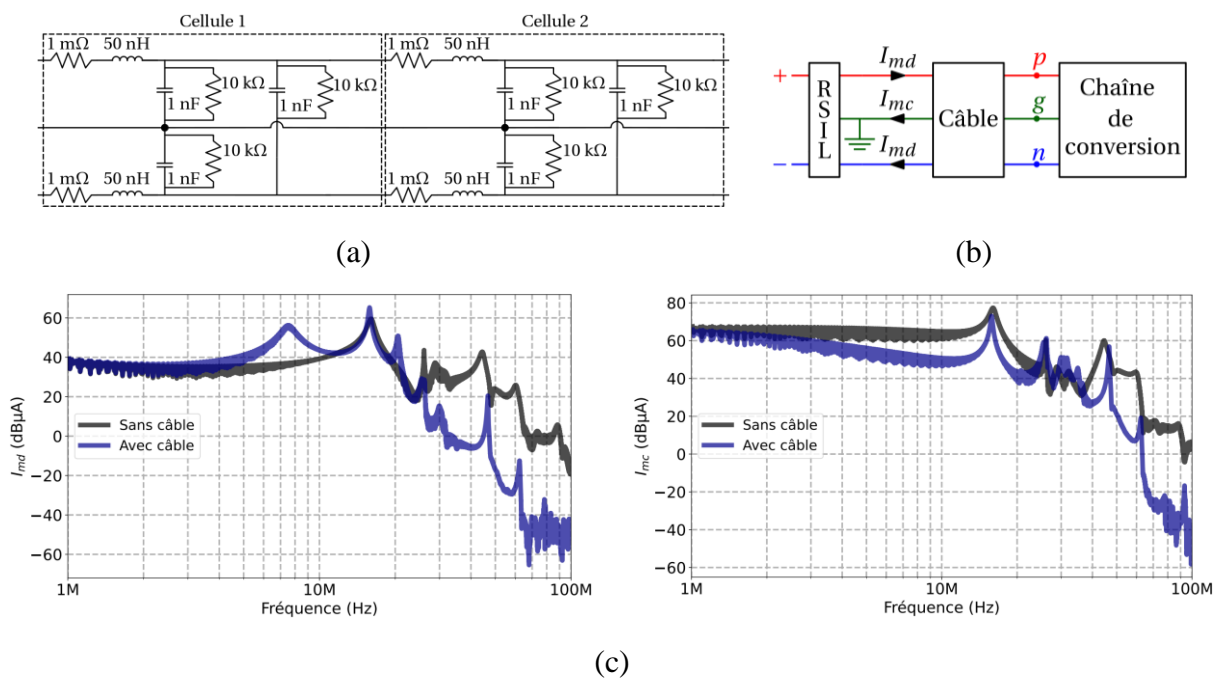 Cellule 1
Cellule 2
1 mΩ 50 nH
1 mΩ 50 nH
10 kΩ
1 nF
10 kΩ
1 nF
10 kΩ
1 nF
10 kΩ
1 nF
10 kΩ
1 nF
10 kΩ
1 nF
1 mΩ 50 nH
1 mΩ 50 nH
(a)
+
−
RSIL
I_md
I_mc
I_md
Câble
p
g
n
Chaîne
de
conversion
(b)
I_md (dBµA)
60
40
20
0
−20
−40
−60
Sans câble
Avec câble
1M 10M 100M
Fréquence (Hz)
I_mc (dBµA)
80
60
40
20
0
−20
−40
−60
Sans câble
Avec câble
1M 10M 100M
Fréquence (Hz)
(c)